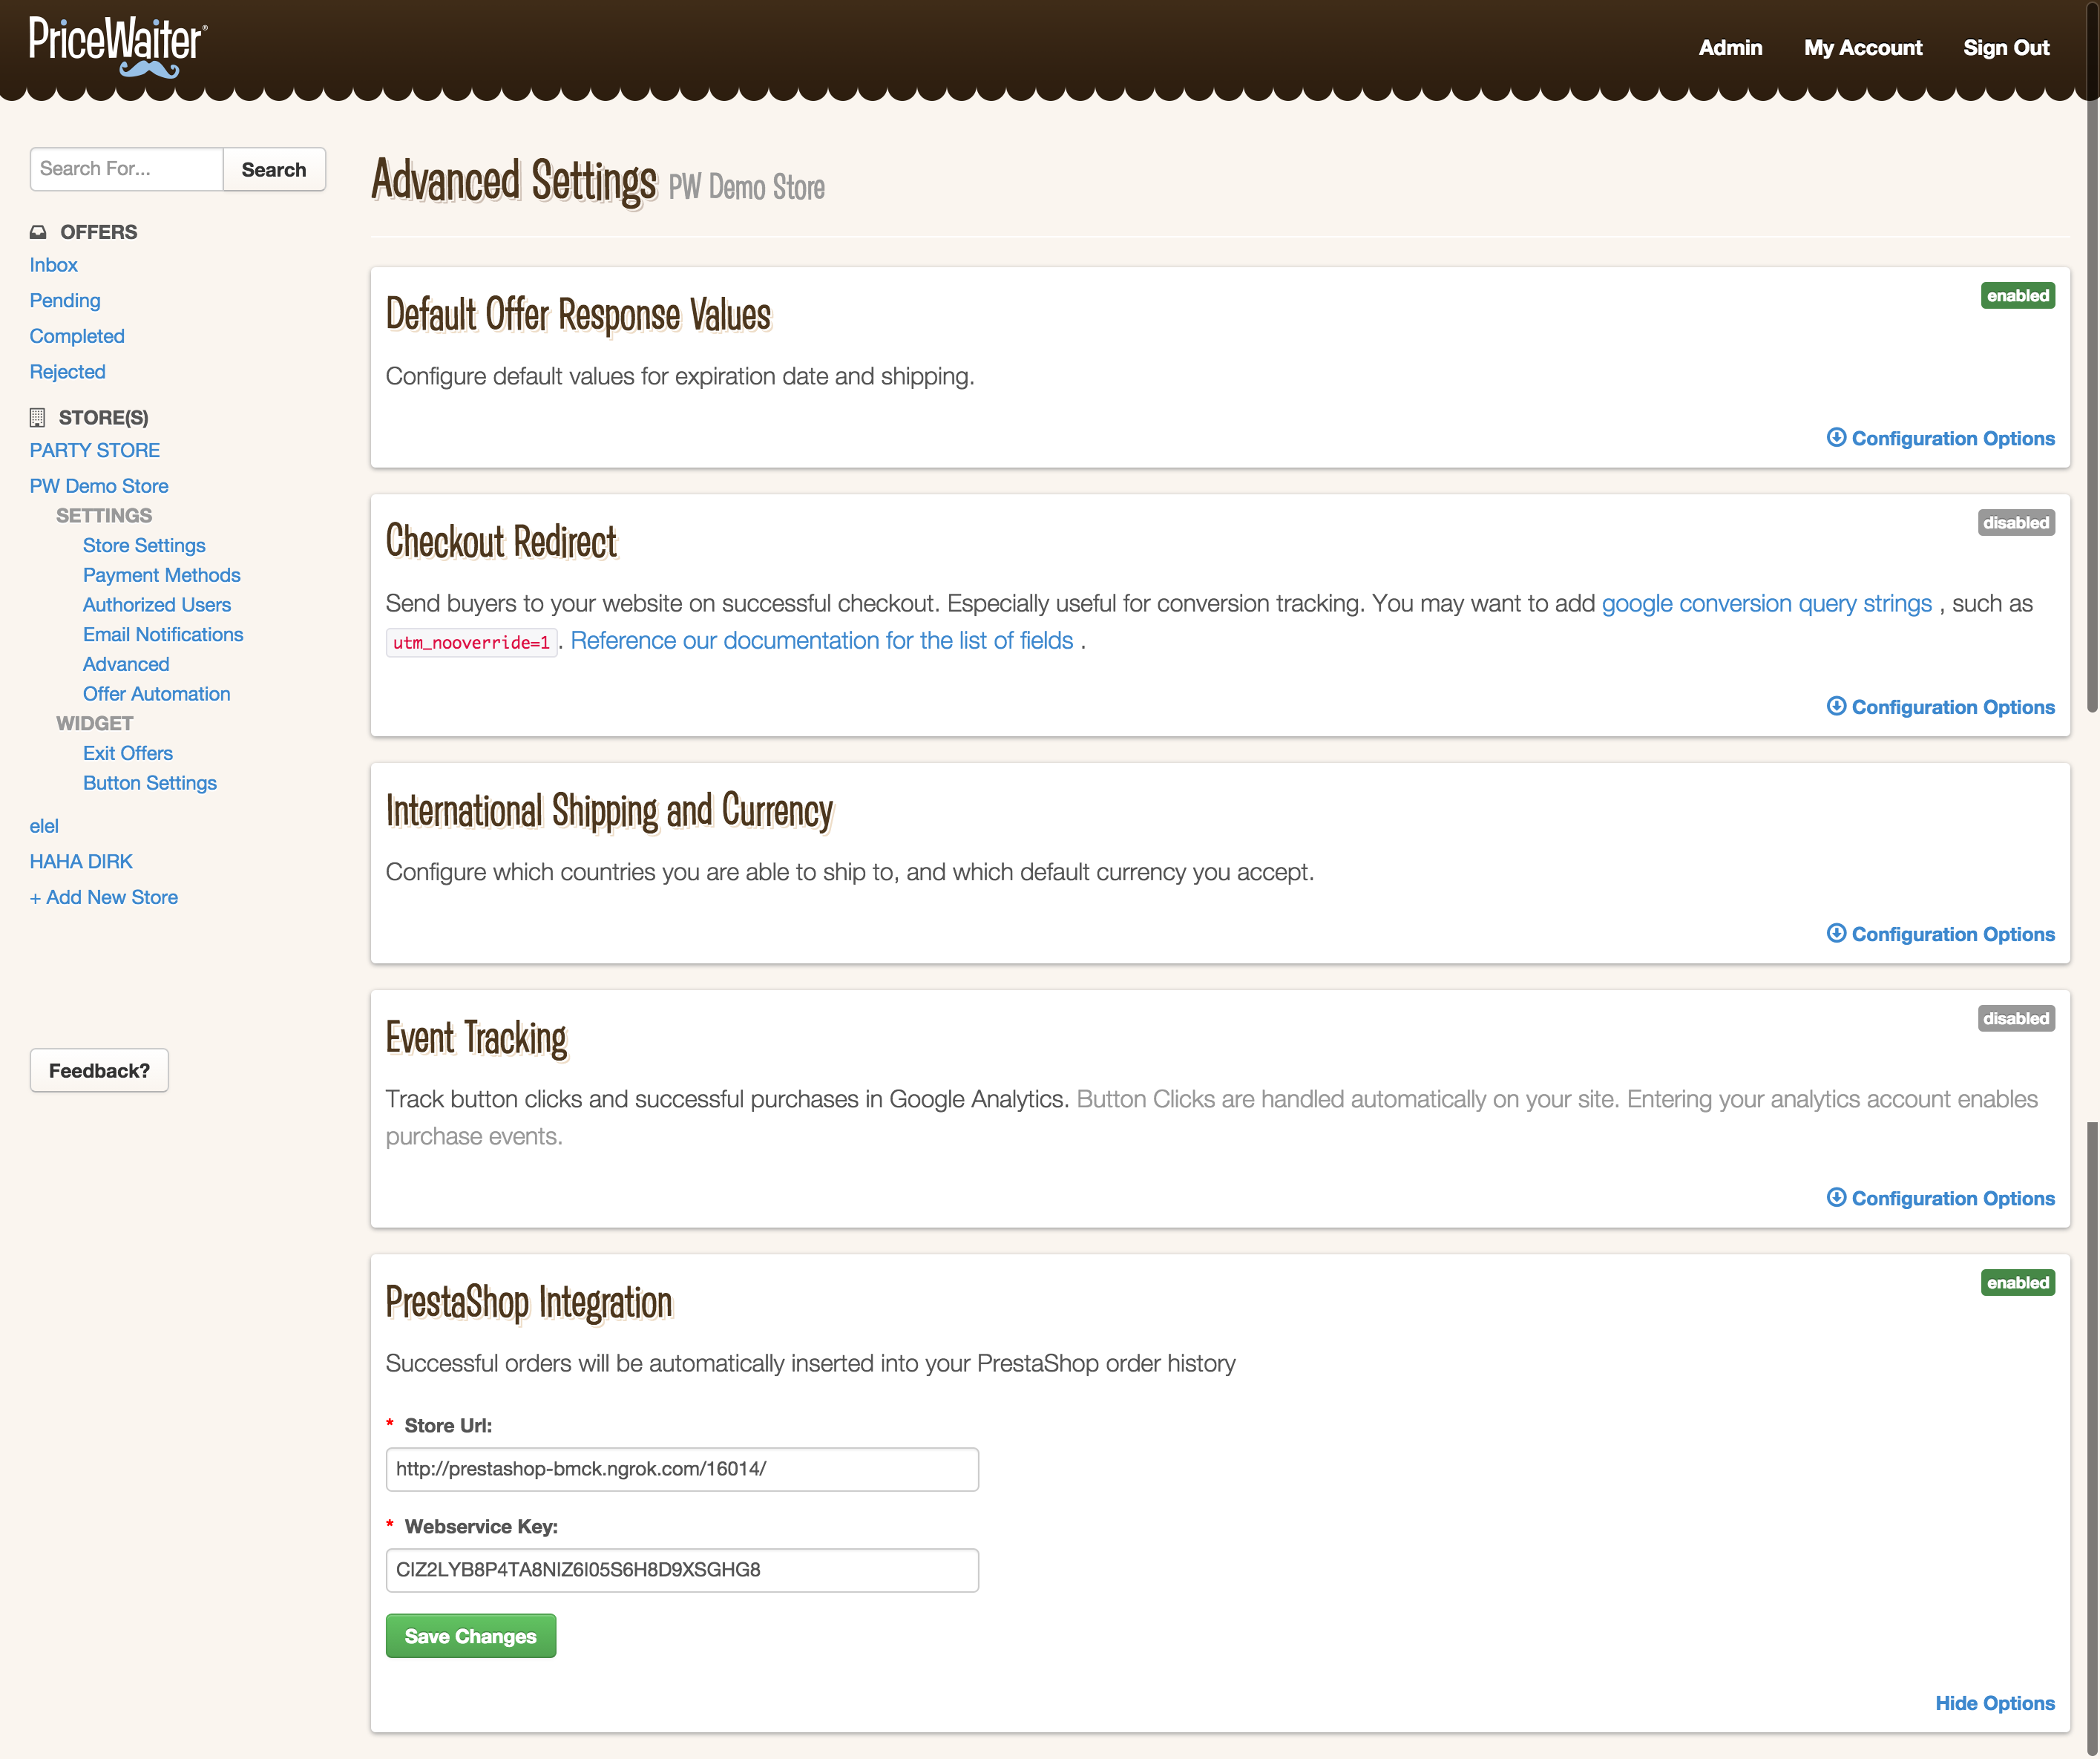 PriceWaiter®
Admin
My Account
Sign Out
Search For...
Search
OFFERS
Inbox
Pending
Completed
Rejected
STORE(S)
PARTY STORE
PW Demo Store
SETTINGS
Store Settings
Payment Methods
Authorized Users
Email Notifications
Advanced
Offer Automation
WIDGET
Exit Offers
Button Settings
elel
HAHA DIRK
+ Add New Store
Feedback?
Advanced Settings PW Demo Store
Default Offer Response Values
enabled
Configure default values for expiration date and shipping.
Configuration Options
Checkout Redirect
disabled
Send buyers to your website on successful checkout. Especially useful for conversion tracking. You may want to add google conversion query strings , such as
utm_nooverride=1. Reference our documentation for the list of fields .
Configuration Options
International Shipping and Currency
Configure which countries you are able to ship to, and which default currency you accept.
Configuration Options
Event Tracking
disabled
Track button clicks and successful purchases in Google Analytics. Button Clicks are handled automatically on your site. Entering your analytics account enables
purchase events.
Configuration Options
PrestaShop Integration
enabled
Successful orders will be automatically inserted into your PrestaShop order history
* Store Url:
http://prestashop-bmck.ngrok.com/16014/
* Webservice Key:
CIZ2LYB8P4TA8NIZ6I05S6H8D9XSGHG8
Save Changes
Hide Options